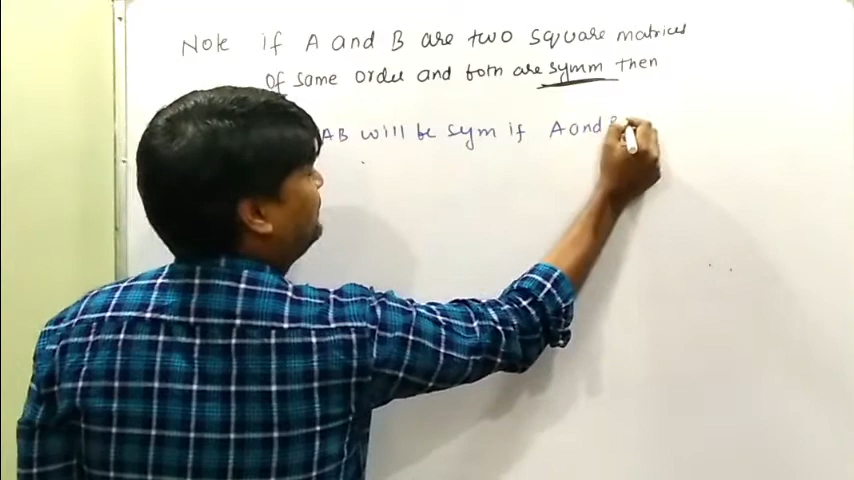 Note if A and B are two square matrices
of same order and both are symm then
AB will be sym if A and B